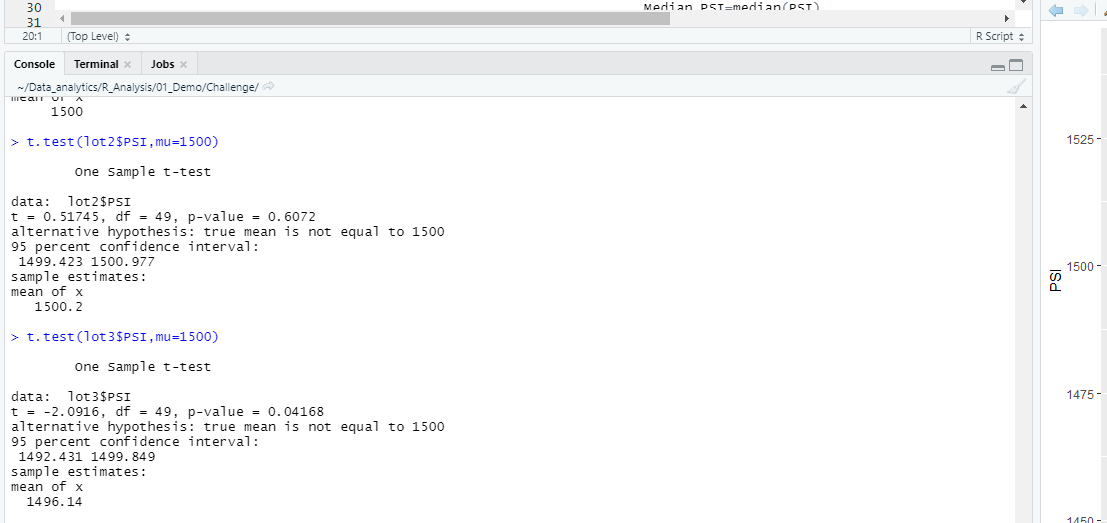 30 Median_PSI=median(PSI)
31
20:1 (Top Level) R Script
Console Terminal Jobs
~/Data_analytics/R_Analysis/01_Demo/Challenge/
mean of x
1500
> t.test(lot2$PSI,mu=1500)
One Sample t-test
data: lot2$PSI
t = 0.51745, df = 49, p-value = 0.6072
alternative hypothesis: true mean is not equal to 1500
95 percent confidence interval:
1499.423 1500.977
sample estimates:
mean of x
1500.2
> t.test(lot3$PSI,mu=1500)
One Sample t-test
data: lot3$PSI
t = -2.0916, df = 49, p-value = 0.04168
alternative hypothesis: true mean is not equal to 1500
95 percent confidence interval:
1492.431 1499.849
sample estimates:
mean of x
1496.14
1525
1500
PSI
1475
1450